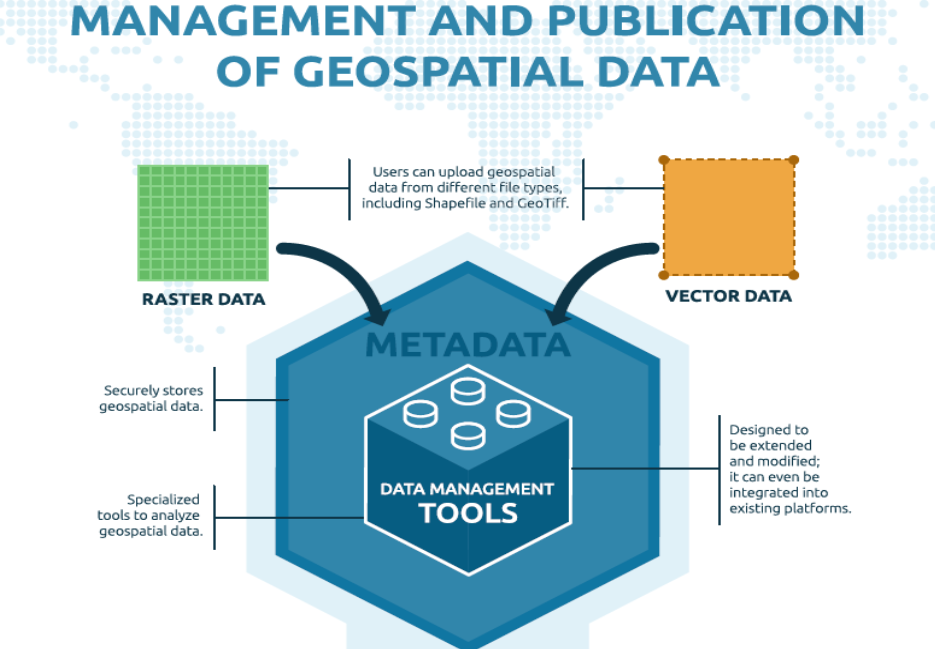 MANAGEMENT AND PUBLICATION
OF GEOSPATIAL DATA
Users can upload geospatial
data from different file types,
including Shapefile and GeoTiff.
RASTER DATA
VECTOR DATA
METADATA
Securely stores
geospatial data.
Designed to
be extended
and modified;
it can even be
integrated into
existing platforms.
DATA MANAGEMENT
TOOLS
Specialized
tools to analyze
geospatial data.